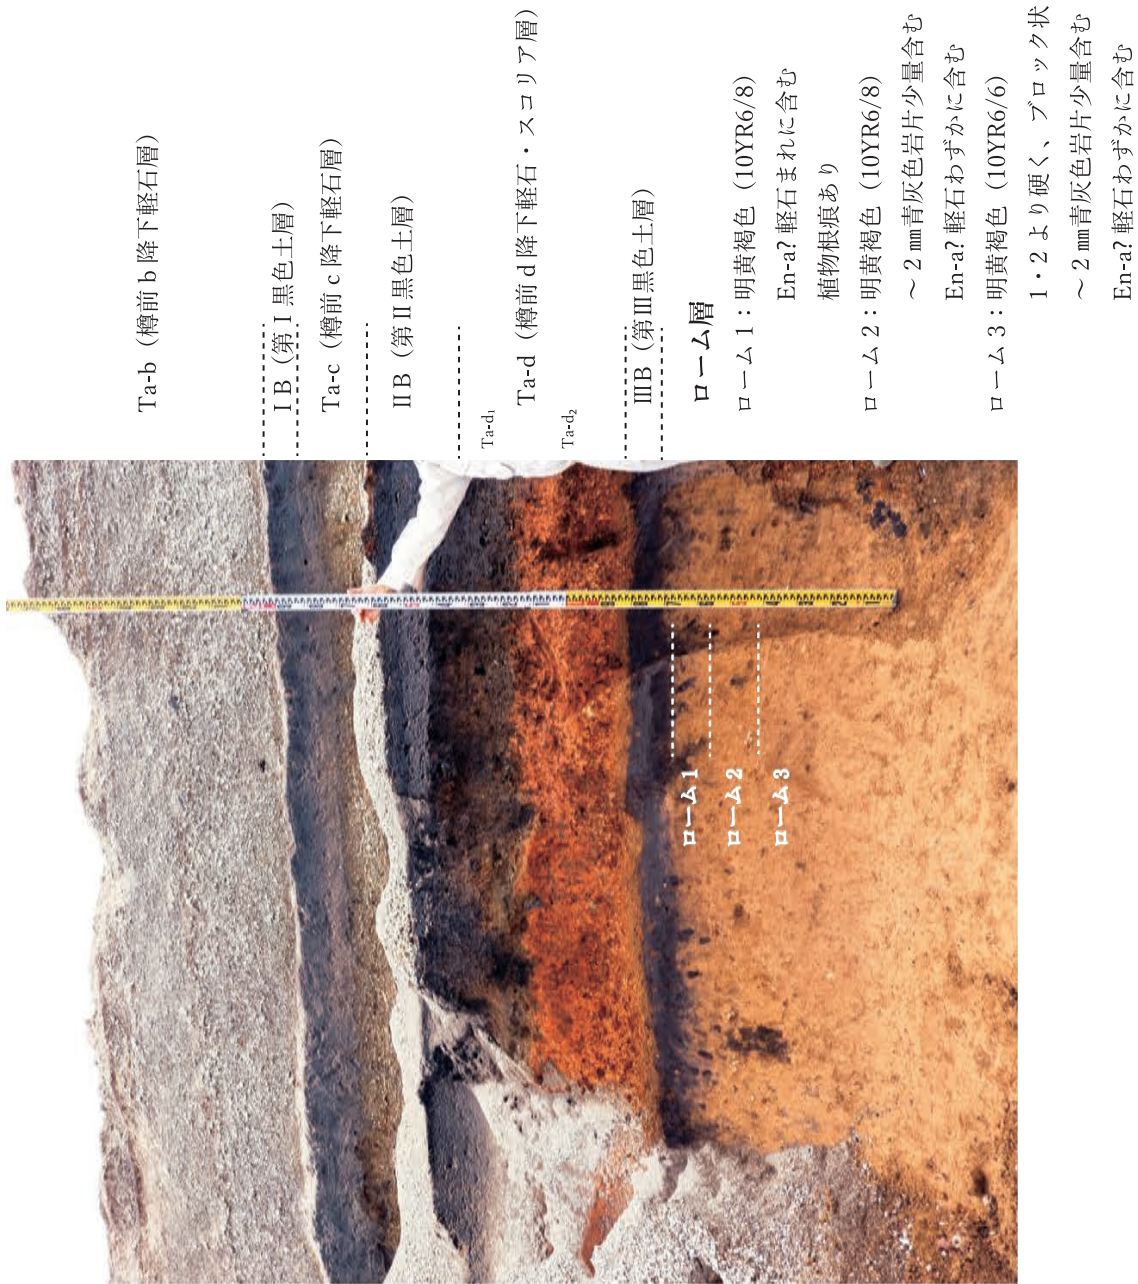 Ta-b（樽前 b 降下軽石層）
ⅠB（第Ⅰ黒色土層）
Ta-c（樽前 c 降下軽石層）
ⅡB（第Ⅱ黒色土層）
Ta-d₁
Ta-d（樽前 d 降下軽石・スコリア層）
Ta-d₂
ⅢB（第Ⅲ黒色土層）
ローム層
ローム 1：明黄褐色（10YR6/8）
En-a? 軽石まれに含む
植物根痕あり
ローム 2：明黄褐色（10YR6/8）
～2㎜青灰色岩片少量含む
En-a? 軽石わずかに含む
ローム 3：明黄褐色（10YR6/6）
1・2より硬く、ブロック状
～2㎜青灰色岩片少量含む
En-a? 軽石わずかに含む
ローム1
ローム2
ローム3